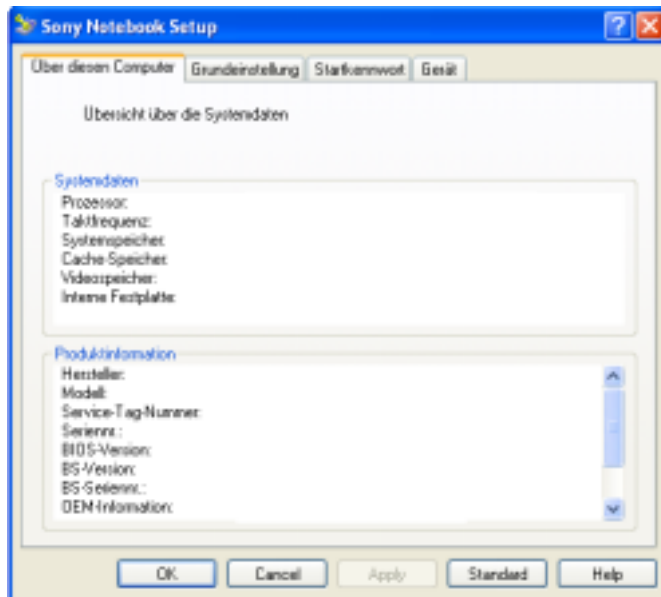 Sony Notebook Setup
Über diesen Computer Grundeinstellung Startkennwort Gerät
Übersicht über die Systemdaten
Systemdaten
Prozessor:
Taktfrequenz:
Systemspeicher:
Cache-Speicher:
Videospeicher:
Interne Festplatte:
Produktinformation
Hersteller:
Modell:
Service-Tag-Nummer:
Seriennr.:
BIOS-Version:
BS-Version:
BS-Seriennr.:
OEM-Information:
OK Cancel Apply Standard Help